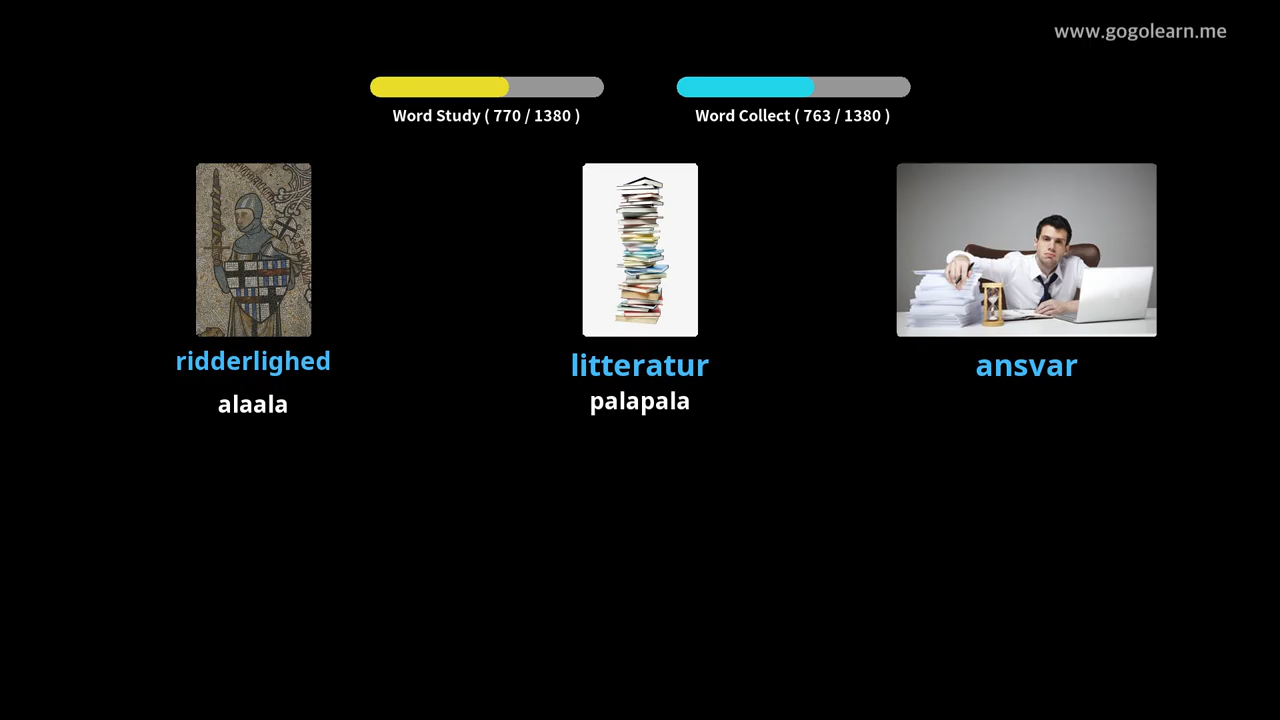 www.gogolearn.me
Word Study ( 770 / 1380 )
Word Collect ( 763 / 1380 )
ridderlighed
litteratur
ansvar
alaala
palapala